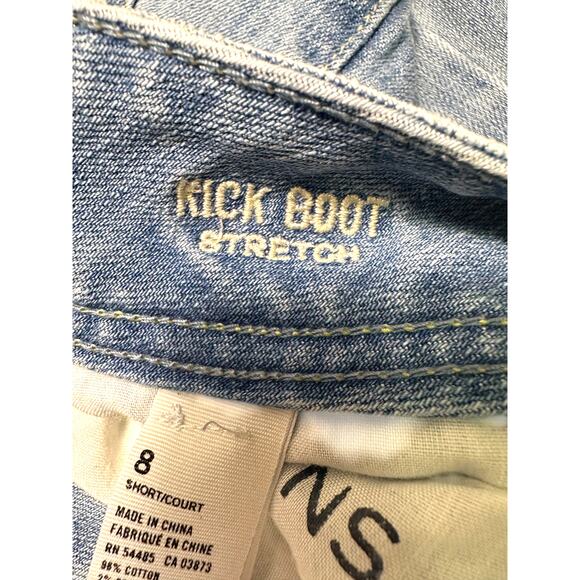 KICK BOOT
STRETCH
8
SHORT/COURT
MADE IN CHINA
FABRIQUÉ EN CHINE
RN 54485 CA 03873
98% COTTON
NS